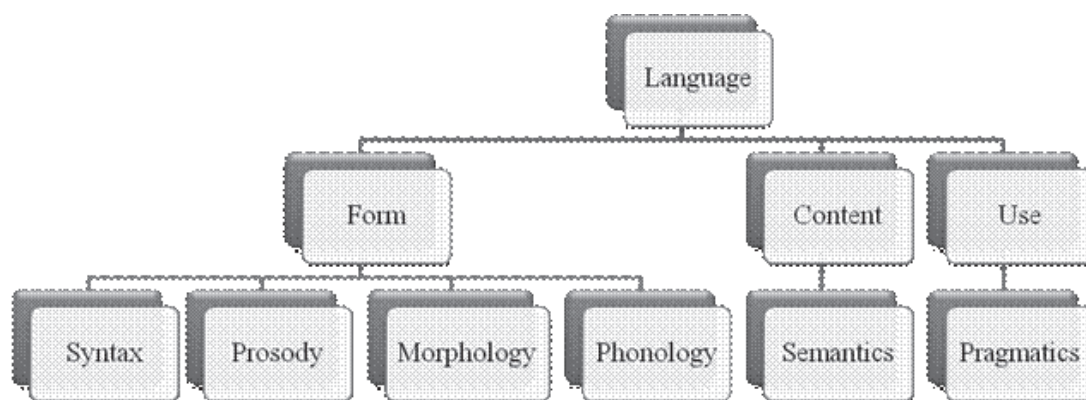 Language
Form Content Use
Syntax Prosody Morphology Phonology Semantics Pragmatics